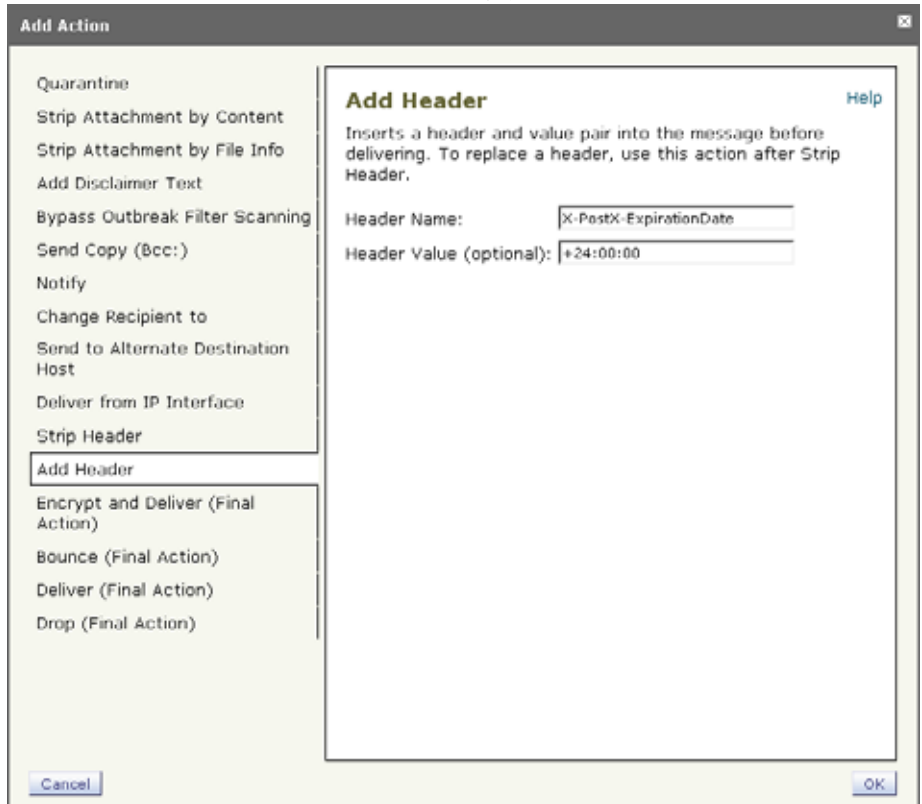 Add Action
Quarantine
Strip Attachment by Content
Strip Attachment by File Info
Add Disclaimer Text
Bypass Outbreak Filter Scanning
Send Copy (Bcc:)
Notify
Change Recipient to
Send to Alternate Destination
Host
Deliver from IP Interface
Strip Header
Add Header
Encrypt and Deliver (Final
Action)
Bounce (Final Action)
Deliver (Final Action)
Drop (Final Action)
Add Header
Help
Inserts a header and value pair into the message before
delivering. To replace a header, use this action after Strip
Header.
Header Name: X-PostX-ExpirationDate
Header Value (optional): +24:00:00
Cancel
OK